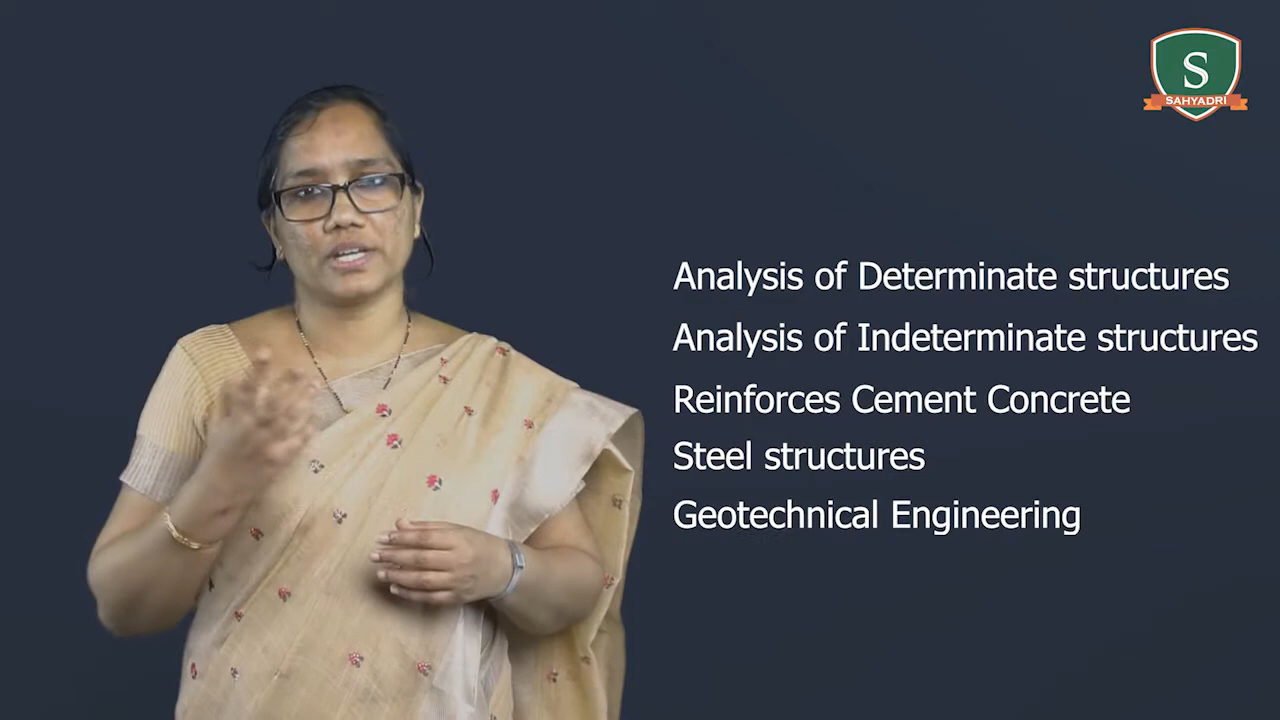 S
SAHYADRI
Analysis of Determinate structures
Analysis of Indeterminate structures
Reinforces Cement Concrete
Steel structures
Geotechnical Engineering